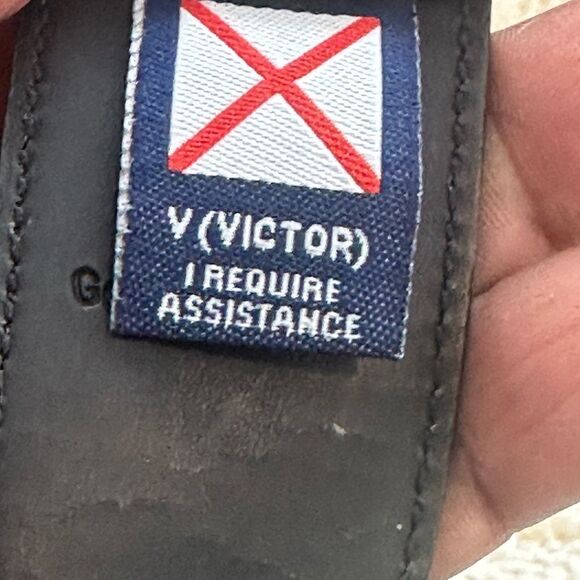 V (VICTOR)
I REQUIRE
ASSISTANCE
G